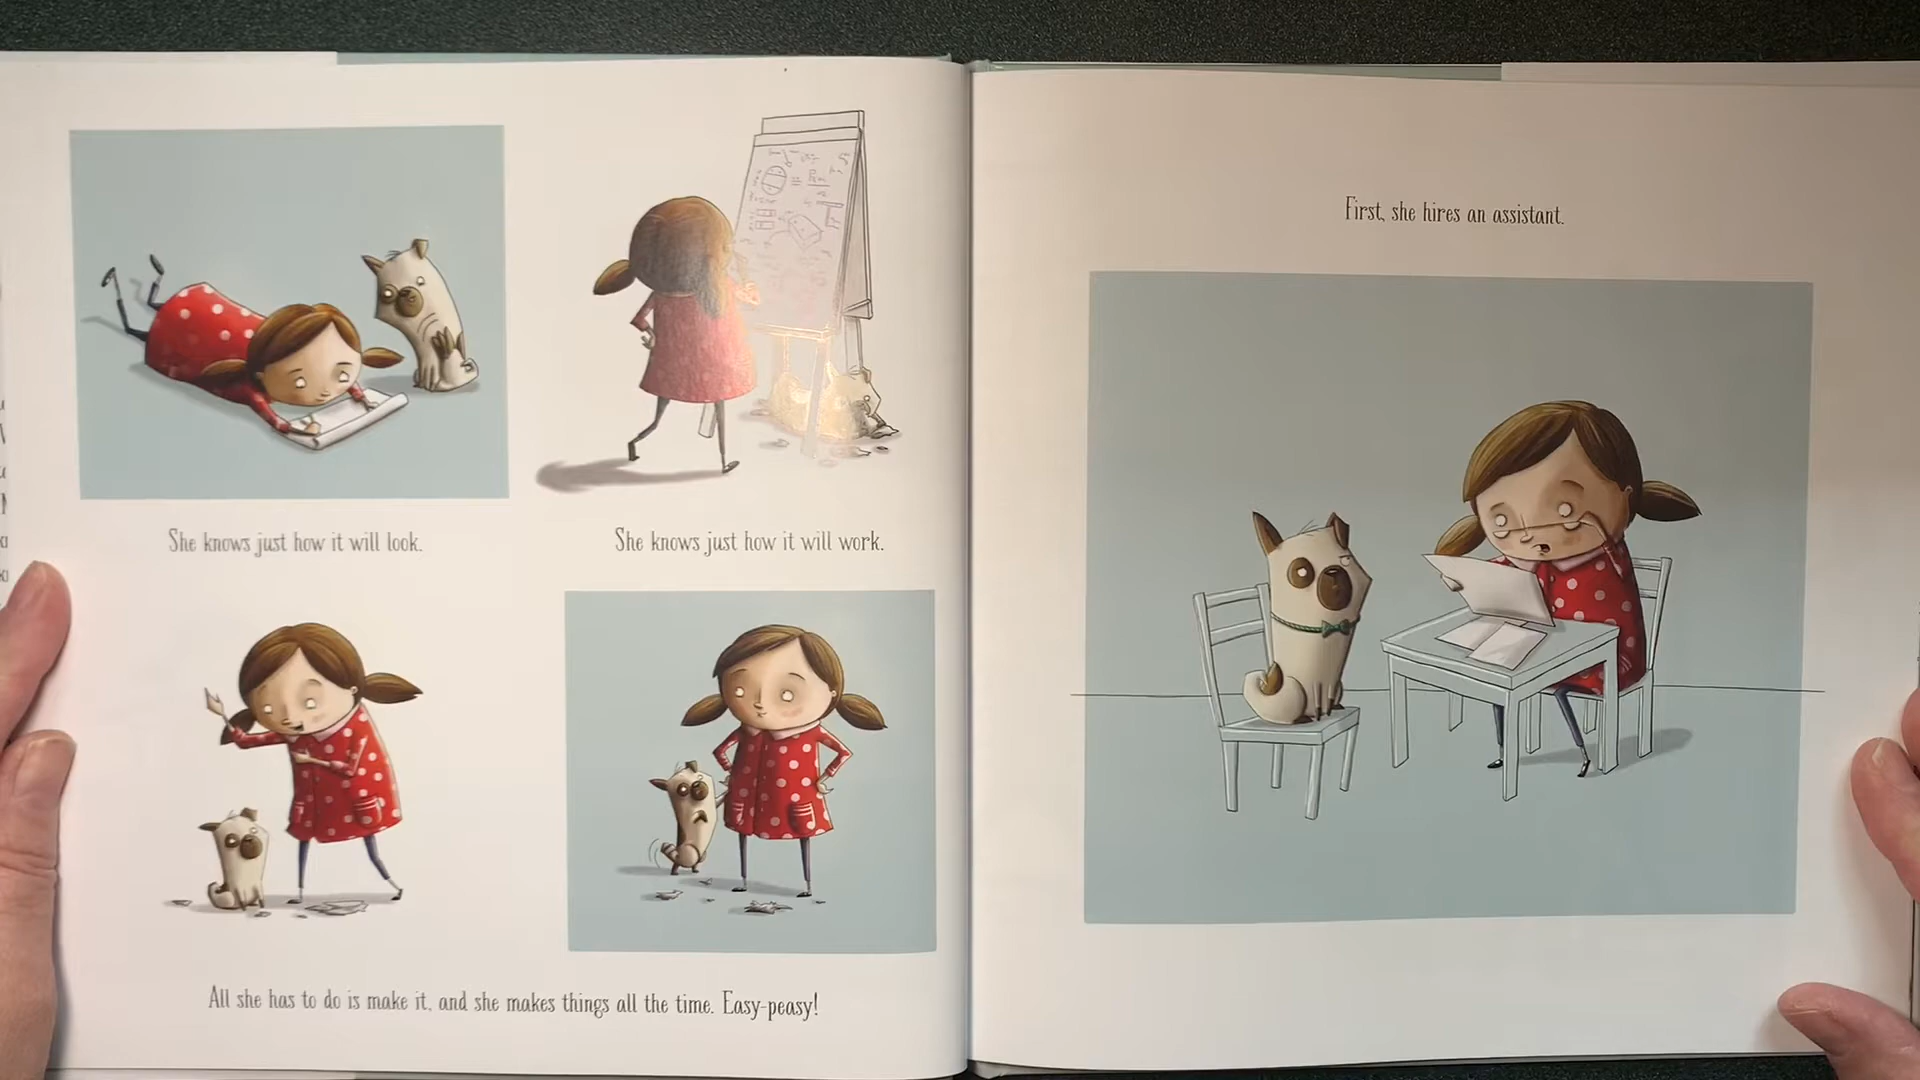 She knows just how it will look.
She knows just how it will work.
All she has to do is make it, and she makes things all the time. Easy-peasy!
First, she hires an assistant.